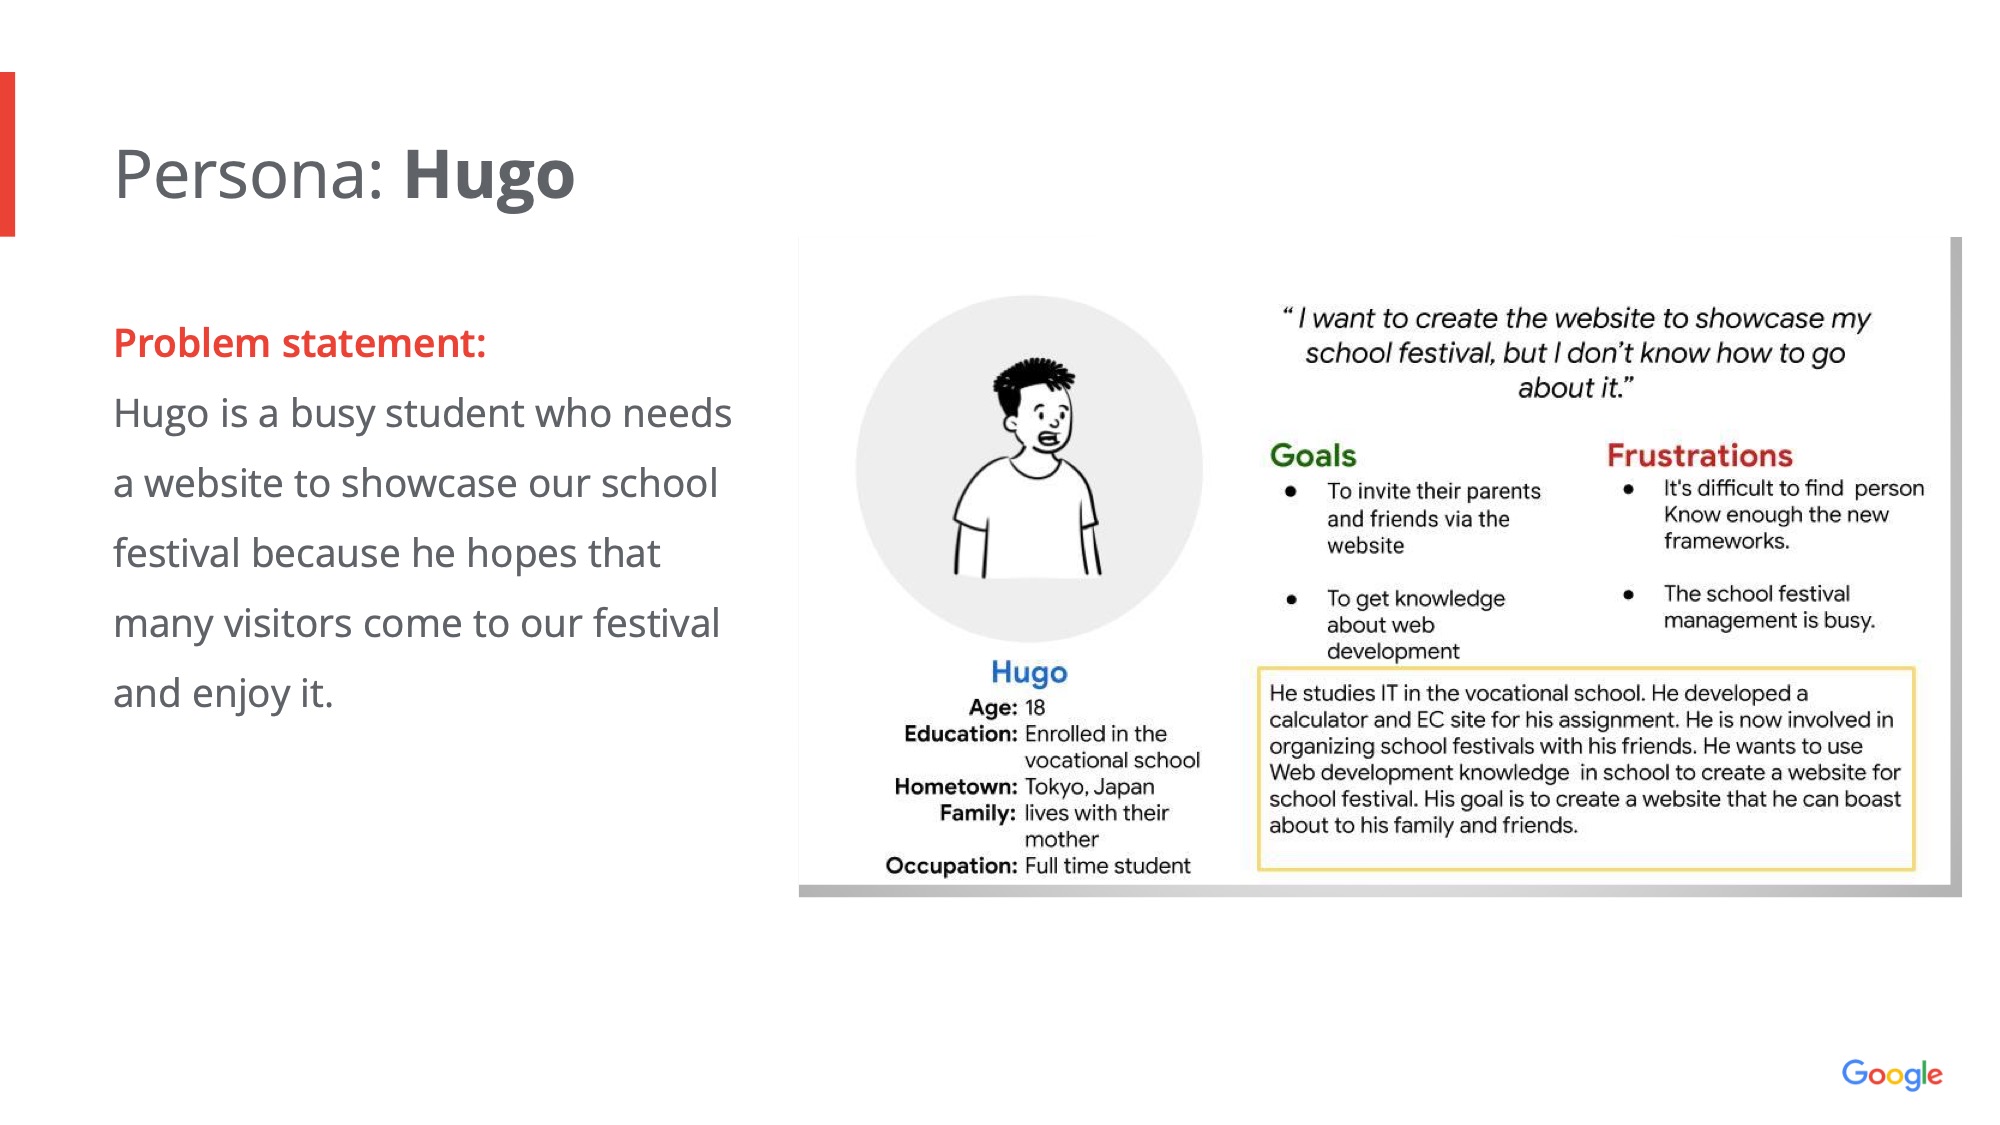 Persona: Hugo
Problem statement:
Hugo is a busy student who needs
a website to showcase our school
festival because he hopes that
many visitors come to our festival
and enjoy it.
“ I want to create the website to showcase my
school festival, but I don’t know how to go
about it.”
Goals
● To invite their parents
and friends via the
website
● To get knowledge
about web
development
Frustrations
● It's difficult to find person
Know enough the new
frameworks.
● The school festival
management is busy.
Hugo
Age: 18
Education: Enrolled in the
vocational school
Hometown: Tokyo, Japan
Family: lives with their
mother
Occupation: Full time student
He studies IT in the vocational school. He developed a
calculator and EC site for his assignment. He is now involved in
organizing school festivals with his friends. He wants to use
Web development knowledge in school to create a website for
school festival. His goal is to create a website that he can boast
about to his family and friends.
Google